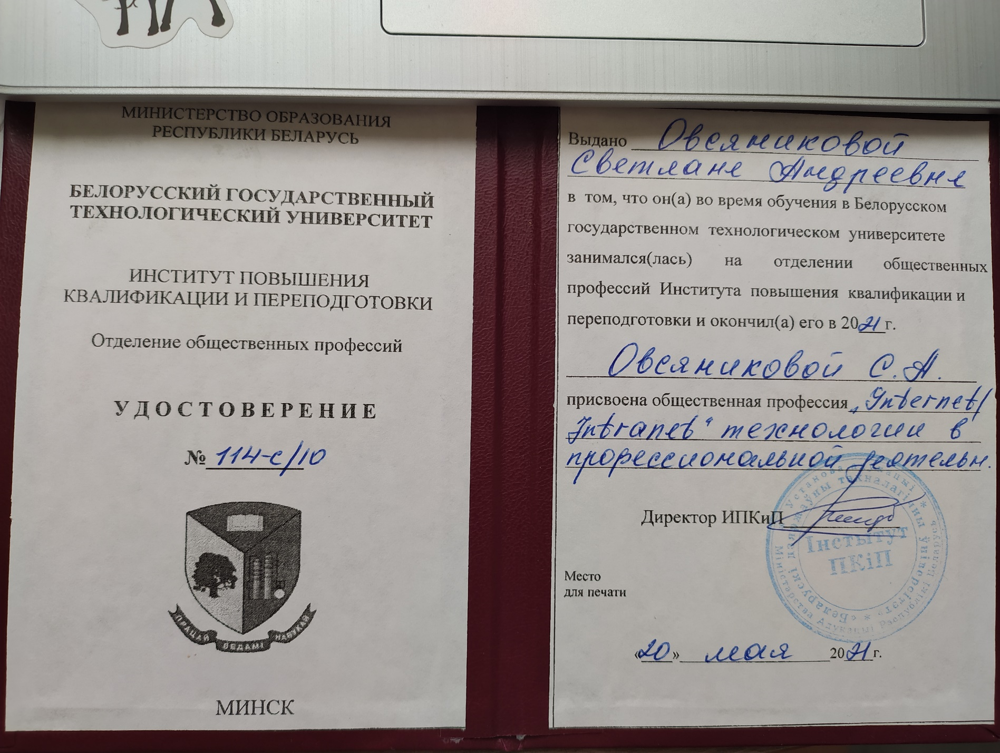 МИНИСТЕРСТВО ОБРАЗОВАНИЯ
РЕСПУБЛИКИ БЕЛАРУСЬ
БЕЛОРУССКИЙ ГОСУДАРСТВЕННЫЙ
ТЕХНОЛОГИЧЕСКИЙ УНИВЕРСИТЕТ
ИНСТИТУТ ПОВЫШЕНИЯ
КВАЛИФИКАЦИИ И ПЕРЕПОДГОТОВКИ
Отделение общественных профессий
УДОСТОВЕРЕНИЕ
№ 114-с/10
ПРАЦАЙ ВЕДАМІ НАВУКАЙ
МИНСК
Выдано Овсяниковой
Светлане Андреевне
в том, что он(а) во время обучения в Белорусском
государственном технологическом университете
занимался(лась) на отделении общественных
профессий Института повышения квалификации и
переподготовки и окончил(а) его в 2021 г.
Овсяниковой С.А.
присвоена общественная профессия „Internet/
Intranet“ технологии в
профессиональной деятельн.
Директор ИПКиП
Место
для печати
Інстытут
ПКіП
Міністэрства Адукацыі Рэспублікі Беларусь * Установа адукацыі *
«Беларускі дзяржаўны тэхналагічны ўніверсітэт» *
«20» мая 2021 г.